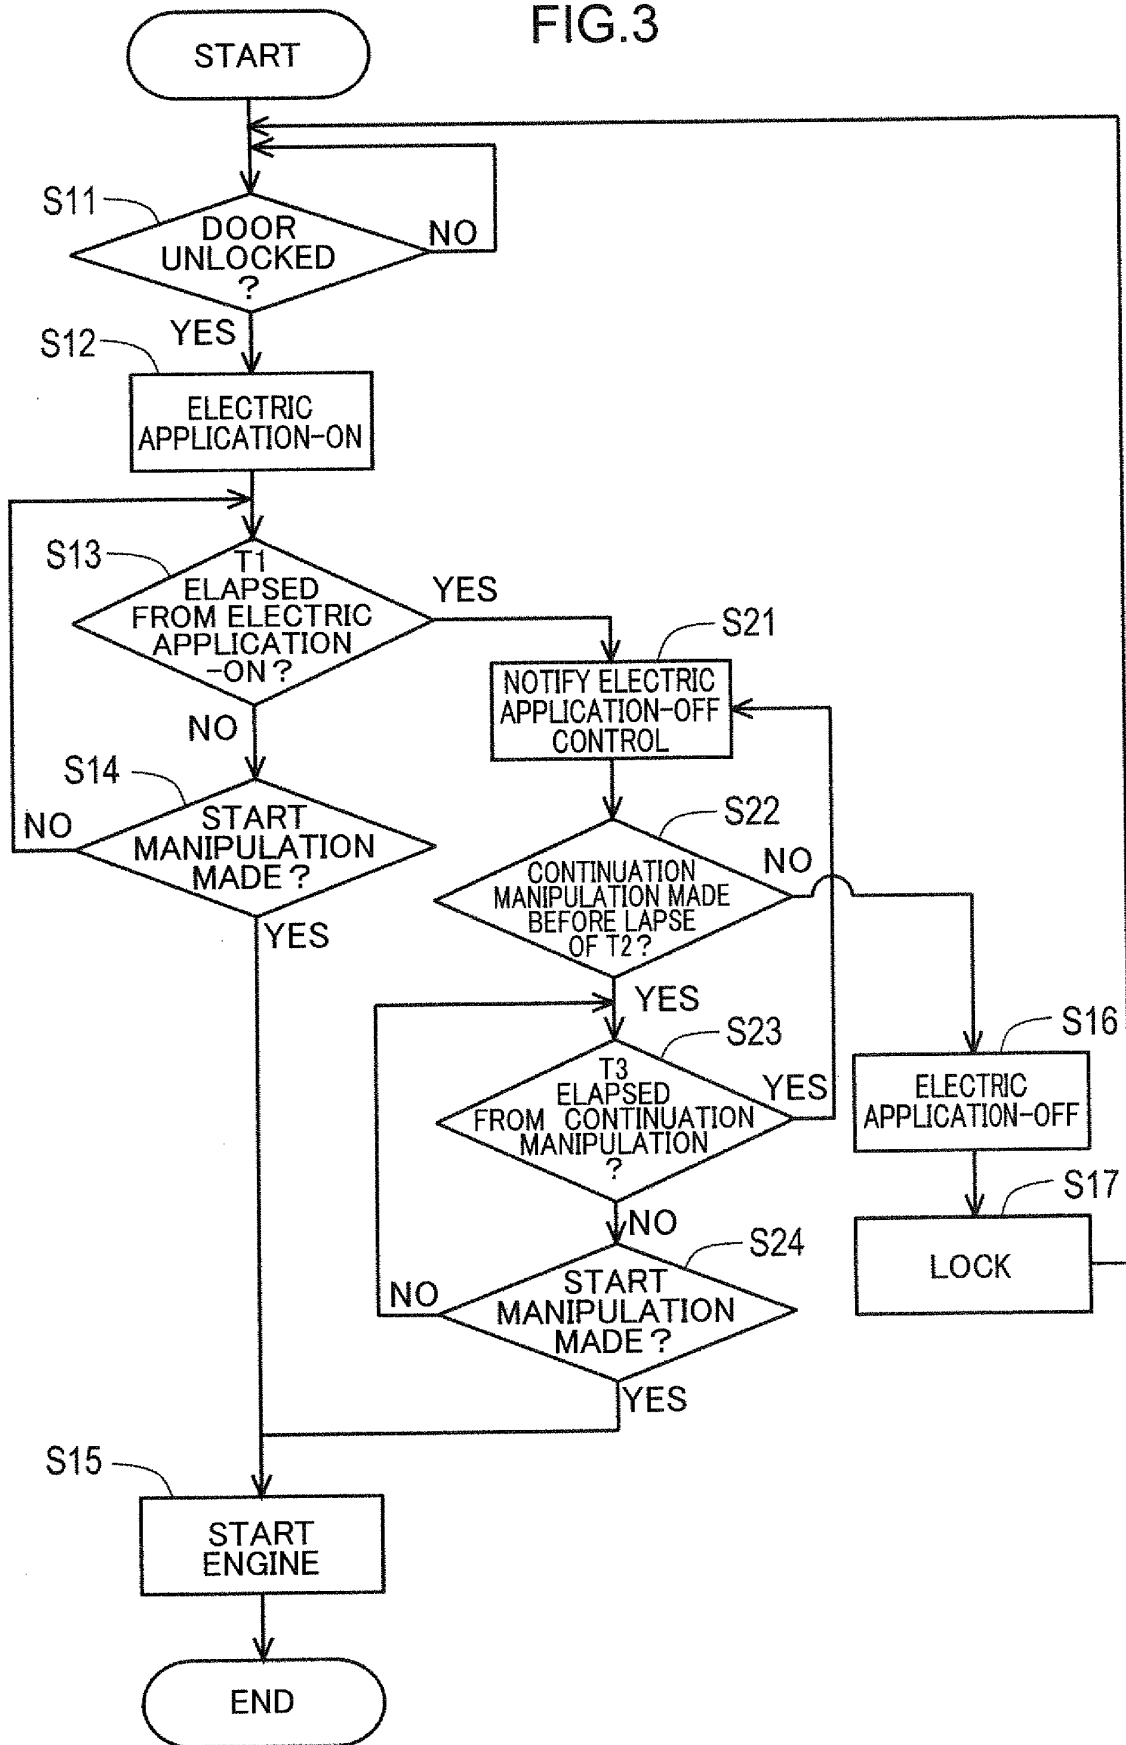 FIG.3
START
S11
DOOR
UNLOCKED
?
NO
YES
S12
ELECTRIC
APPLICATION-ON
S13
T1
ELAPSED
FROM ELECTRIC
APPLICATION
-ON?
YES
NO
S14
START
MANIPULATION
MADE?
NO
YES
S21
NOTIFY ELECTRIC
APPLICATION-OFF
CONTROL
S22
CONTINUATION
MANIPULATION MADE
BEFORE LAPSE
OF T2?
NO
YES
S23
T3
ELAPSED
FROM CONTINUATION
MANIPULATION
?
YES
NO
S24
START
MANIPULATION
MADE?
NO
YES
S16
ELECTRIC
APPLICATION-OFF
S17
LOCK
S15
START
ENGINE
END